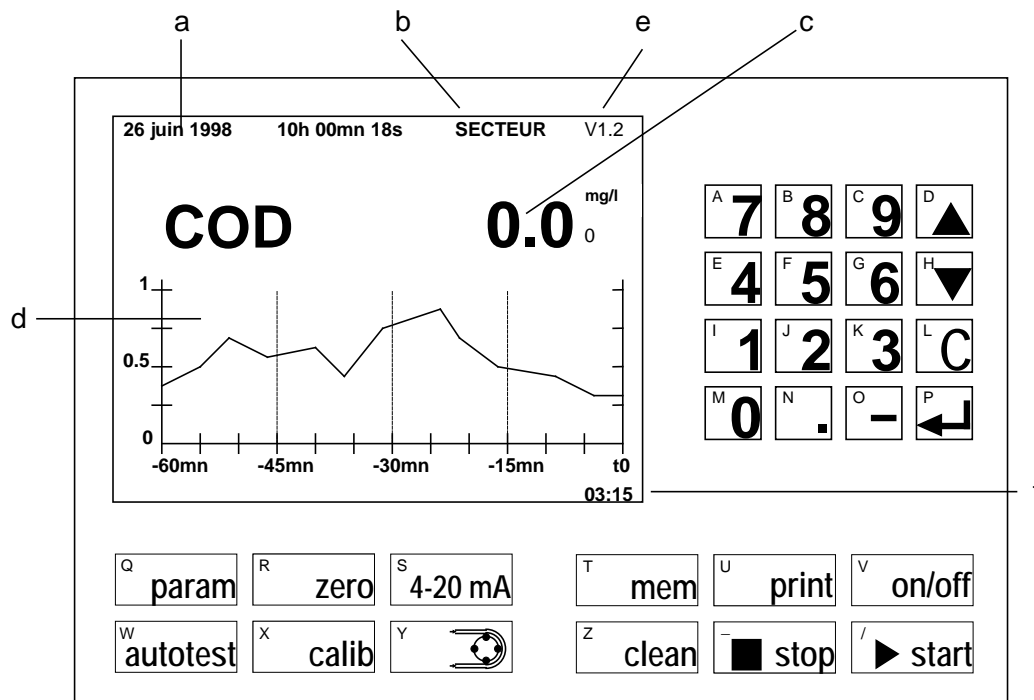 a b e c
26 juin 1998 10h 00mn 18s SECTEUR V1.2
COD 0.0 mg/l 0
d
1
0.5
0
-60mn -45mn -30mn -15mn t0
03:15
A 7 B 8 C 9 D
E 4 F 5 G 6 H
I 1 J 2 K 3 L C
M 0 N . O – P
Q param R zero S 4-20 mA T mem U print V on/off
W autotest X calib Y Z clean _ stop / start